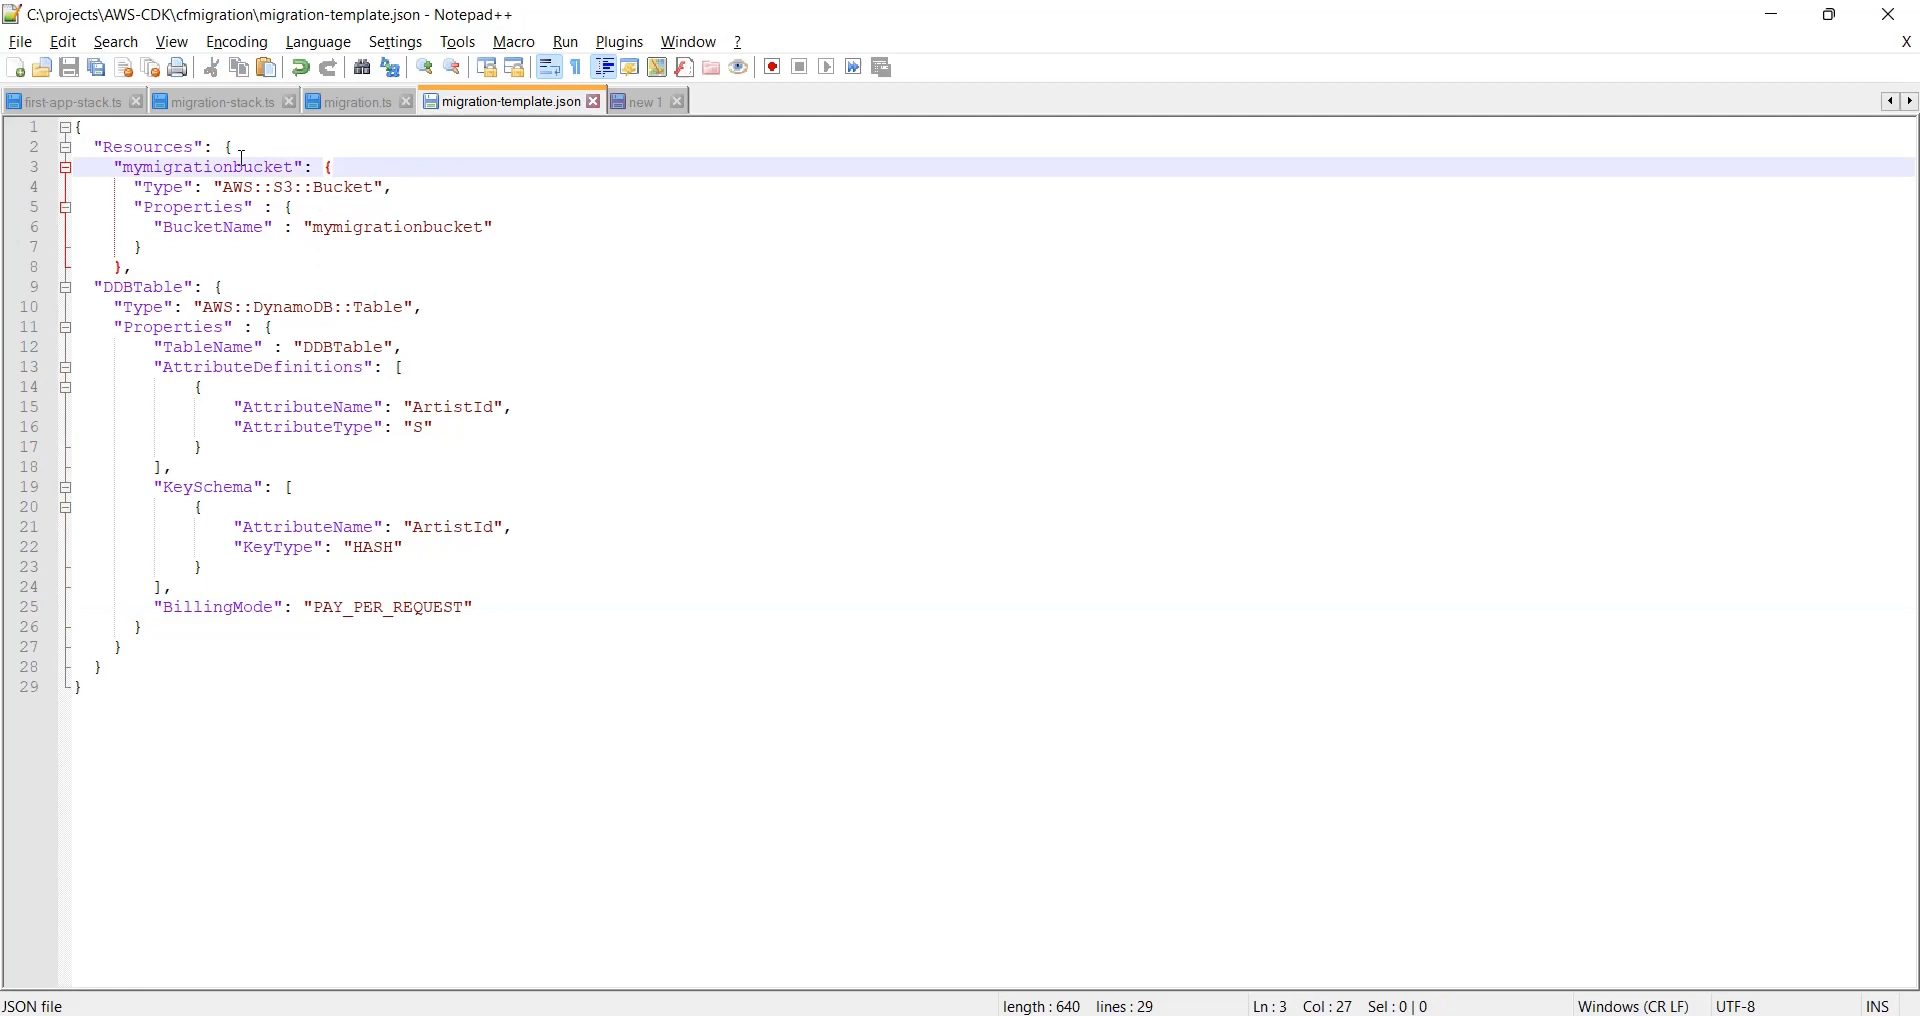 C:\projects\AWS-CDK\cfmigration\migration-template.json - Notepad++
File Edit Search View Encoding Language Settings Tools Macro Run Plugins Window ? X
first-app-stack.ts migration-stack.ts migration.ts migration-template.json new 1
1 {
2 "Resources": {
3 "mymigrationbucket": {
4 "Type": "AWS::S3::Bucket",
5 "Properties" : {
6 "BucketName" : "mymigrationbucket"
7 }
8 },
9 "DDBTable": {
10 "Type": "AWS::DynamoDB::Table",
11 "Properties" : {
12 "TableName" : "DDBTable",
13 "AttributeDefinitions": [
14 {
15 "AttributeName": "ArtistId",
16 "AttributeType": "S"
17 }
18 ],
19 "KeySchema": [
20 {
21 "AttributeName": "ArtistId",
22 "KeyType": "HASH"
23 }
24 ],
25 "BillingMode": "PAY_PER_REQUEST"
26 }
27 }
28 }
29 }
JSON file length : 640 lines : 29 Ln : 3 Col : 27 Sel : 0 | 0 Windows (CR LF) UTF-8 INS